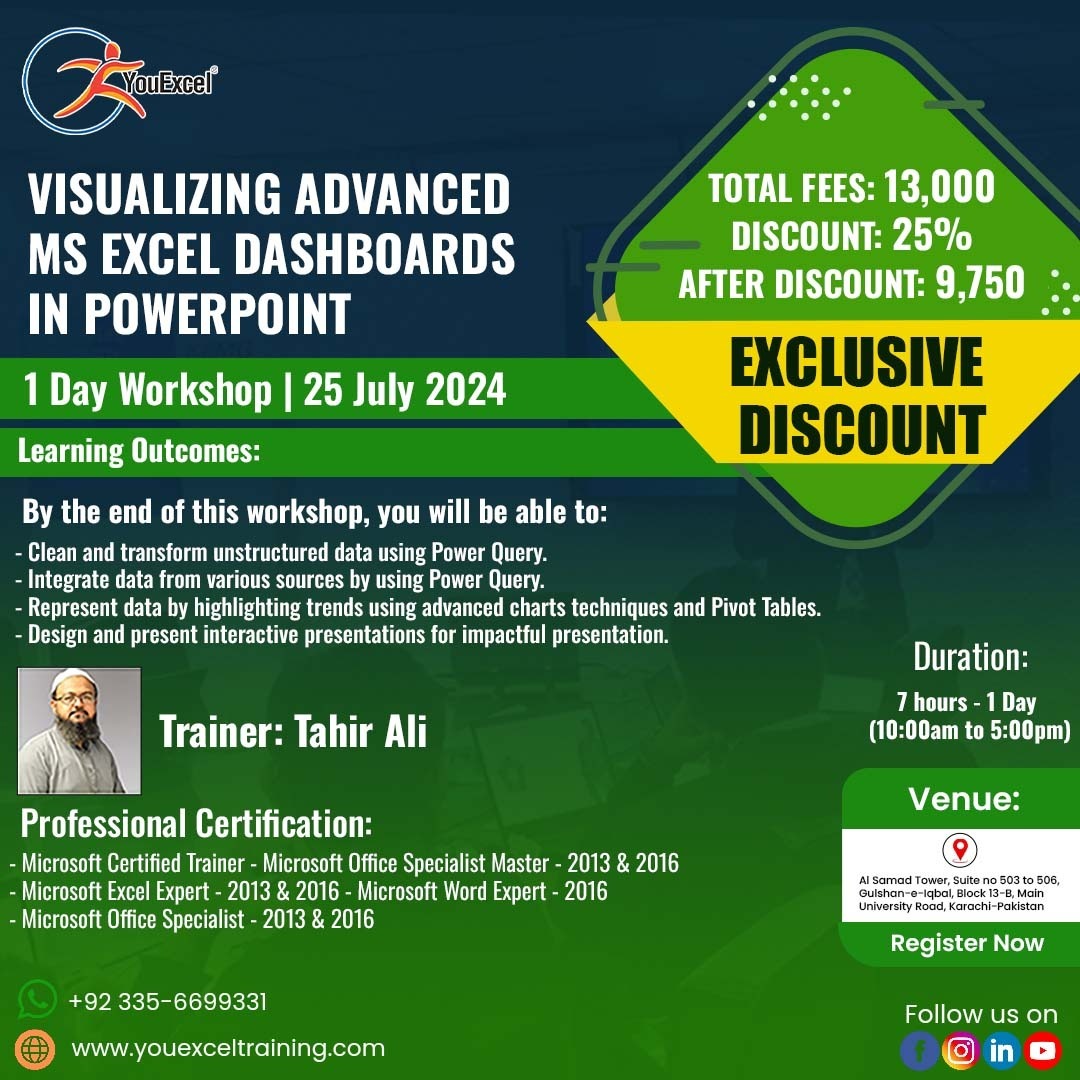 YouExcel®
VISUALIZING ADVANCED
MS EXCEL DASHBOARDS
IN POWERPOINT
TOTAL FEES: 13,000
DISCOUNT: 25%
AFTER DISCOUNT: 9,750
EXCLUSIVE
DISCOUNT
1 Day Workshop | 25 July 2024
Learning Outcomes:
By the end of this workshop, you will be able to:
- Clean and transform unstructured data using Power Query.
- Integrate data from various sources by using Power Query.
- Represent data by highlighting trends using advanced charts techniques and Pivot Tables.
- Design and present interactive presentations for impactful presentation.
Trainer: Tahir Ali
Duration:
7 hours - 1 Day
(10:00am to 5:00pm)
Professional Certification:
- Microsoft Certified Trainer - Microsoft Office Specialist Master - 2013 & 2016
- Microsoft Excel Expert - 2013 & 2016 - Microsoft Word Expert - 2016
- Microsoft Office Specialist - 2013 & 2016
Venue:
Al Samad Tower, Suite no 503 to 506,
Gulshan-e-Iqbal, Block 13-B, Main
University Road, Karachi-Pakistan
Register Now
+92 335-6699331
www.youexceltraining.com
Follow us on